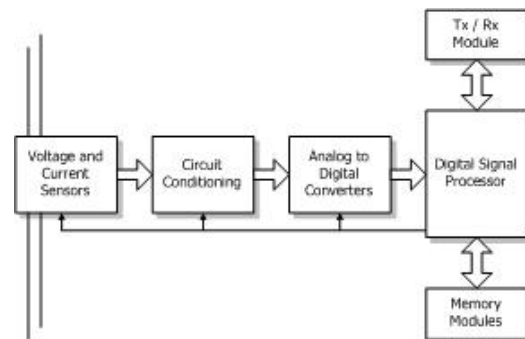 Tx / Rx
Module
Voltage and
Current
Sensors
Circuit
Conditioning
Analog to
Digital
Converters
Digital Signal
Processor
Memory
Modules